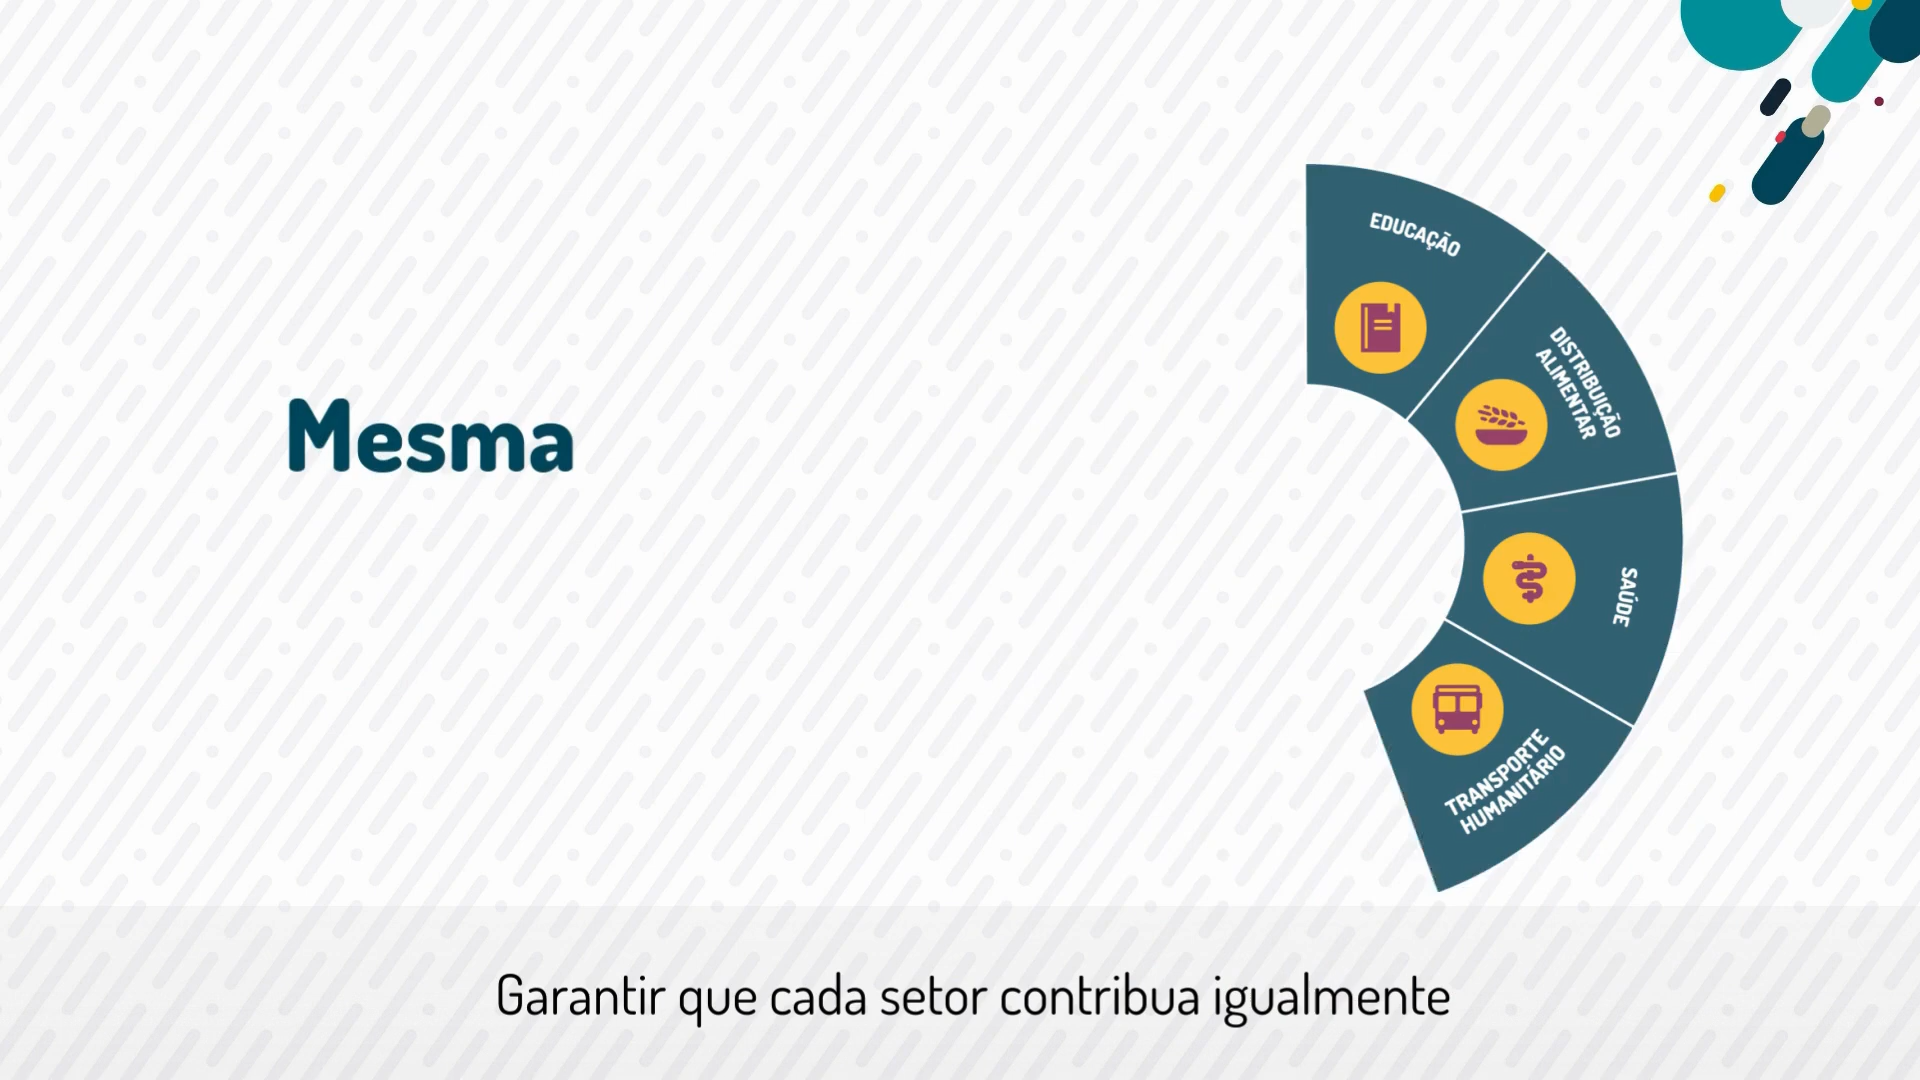 Mesma
EDUCAÇÃO
DISTRIBUIÇÃO
ALIMENTAR
SAÚDE
TRANSPORTE
HUMANITÁRIO
Garantir que cada setor contribua igualmente